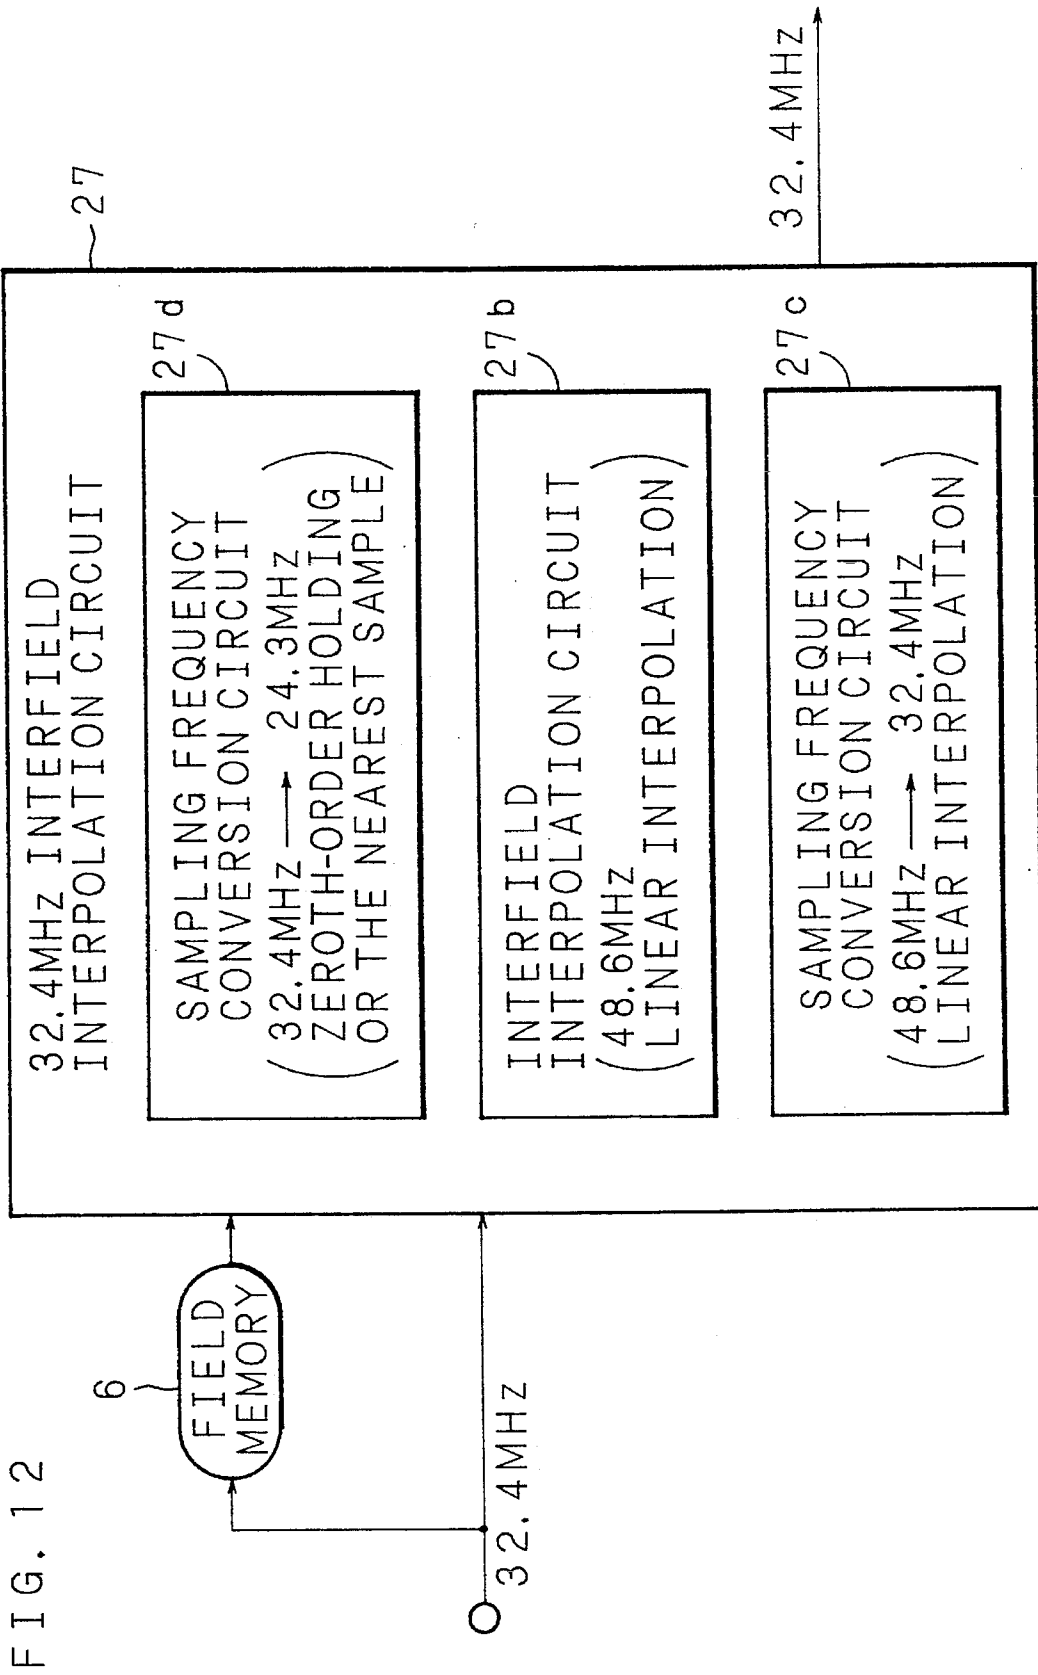 FIG. 12
32.4MHz
6
FIELD
MEMORY
27
32.4MHz INTERFIELD
INTERPOLATION CIRCUIT
27d
SAMPLING FREQUENCY
CONVERSION CIRCUIT
(32.4MHz → 24.3MHz
ZEROTH-ORDER HOLDING
OR THE NEAREST SAMPLE)
27b
INTERFIELD
INTERPOLATION CIRCUIT
(48.6MHz
LINEAR INTERPOLATION)
27c
SAMPLING FREQUENCY
CONVERSION CIRCUIT
(48.6MHz → 32.4MHz
LINEAR INTERPOLATION)
32.4MHz